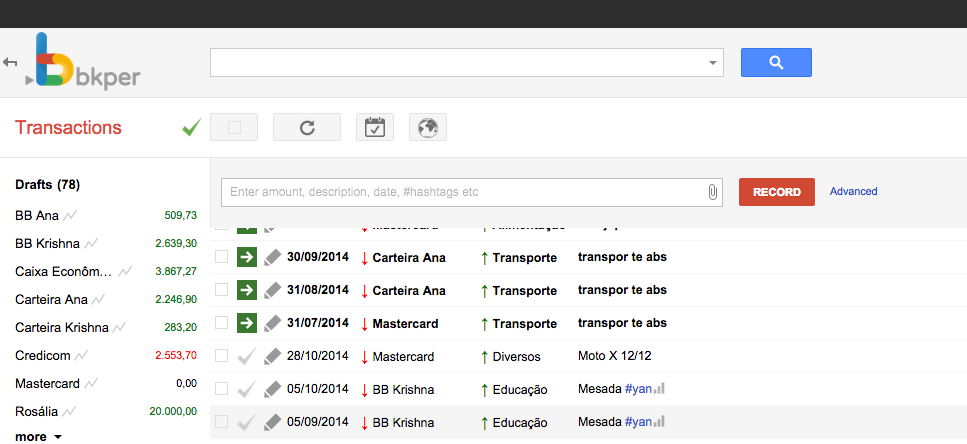 bkper
Transactions
Drafts (78)
Enter amount, description, date, #hashtags etc
RECORD
Advanced
BB Ana 509,73
BB Krishna 2.639,30
Caixa Econôm... 3.867,27
Carteira Ana 2.246,90
Carteira Krishna 283,20
Credicom 2.553,70
Mastercard 0,00
Rosália 20.000,00
more
Mastercard Alimentação
30/09/2014 Carteira Ana Transporte transpor te abs
31/08/2014 Carteira Ana Transporte transpor te abs
31/07/2014 Mastercard Transporte transpor te abs
28/10/2014 Mastercard Diversos Moto X 12/12
05/10/2014 BB Krishna Educação Mesada #yan
05/09/2014 BB Krishna Educação Mesada #yan